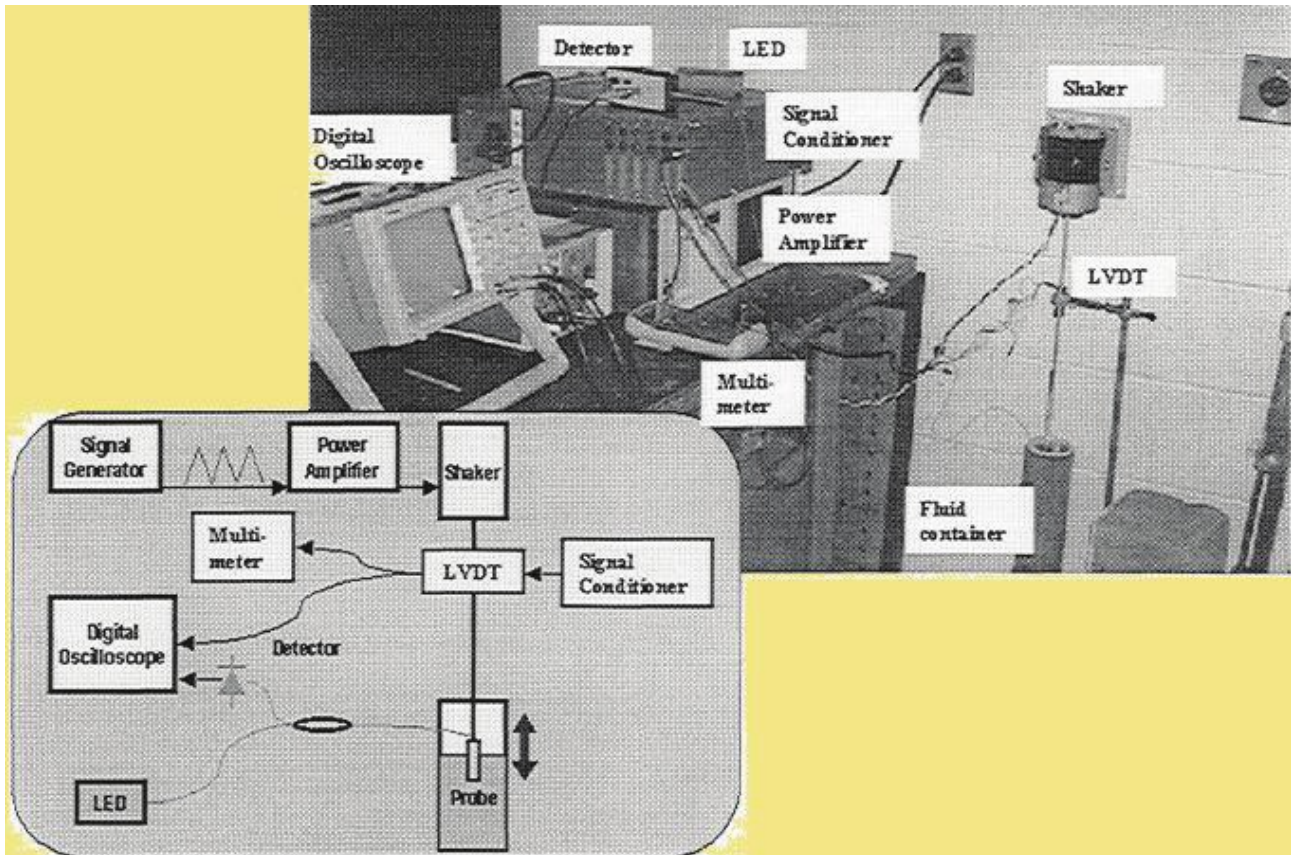 Detector
LED
Shaker
Signal
Conditioner
Digital
Oscilloscope
Power
Amplifier
LVDT
Multi-
meter
Fluid
container
Signal
Generator
Power
Amplifier
Shaker
Multi-
meter
LVDT
Signal
Conditioner
Digital
Oscilloscope
Detector
LED
Probe